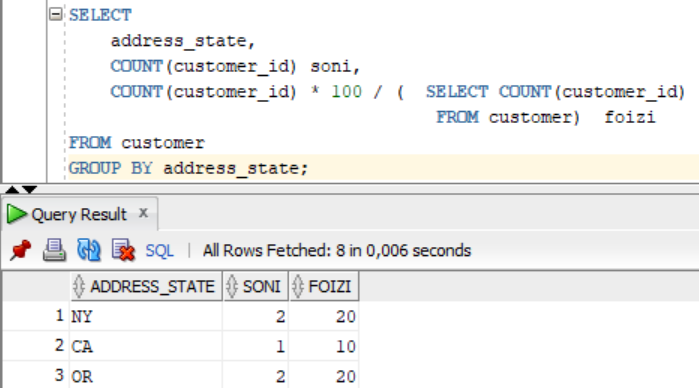 SELECT
address_state,
COUNT(customer_id) soni,
COUNT(customer_id) * 100 / ( SELECT COUNT(customer_id)
FROM customer) foizi
FROM customer
GROUP BY address_state;
Query Result x
SQL | All Rows Fetched: 8 in 0,006 seconds
ADDRESS_STATE SONI FOIZI
1 NY 2 20
2 CA 1 10
3 OR 2 20